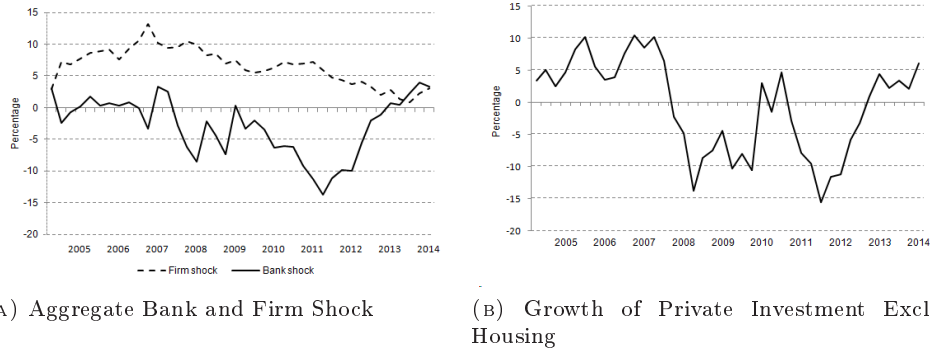 15
10
5
0
-5
-10
-15
-20
Percentage
2005 2006 2007 2008 2009 2010 2011 2012 2013 2014
Firm shock Bank shock
A) Aggregate Bank and Firm Shock
15
10
5
0
-5
-10
-15
-20
Percentage
2005 2006 2007 2008 2009 2010 2011 2012 2013 2014
(B) Growth of Private Investment Excl
Housing